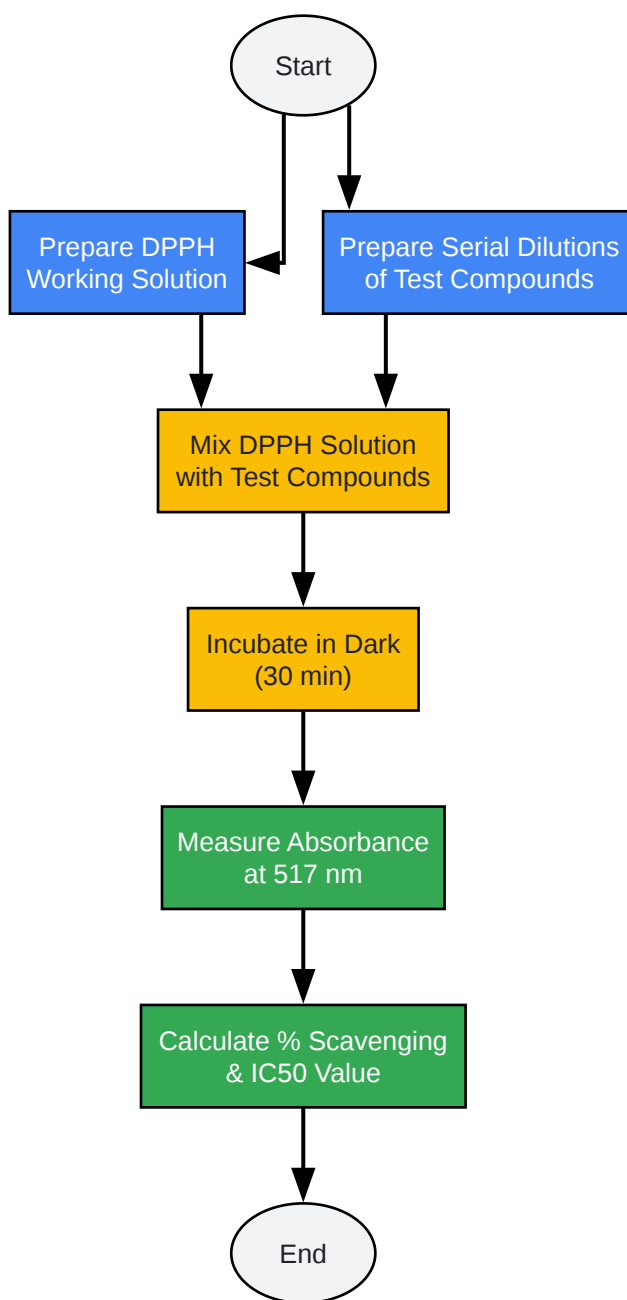 Start
Prepare DPPH
Working Solution
Prepare Serial Dilutions
of Test Compounds
Mix DPPH Solution
with Test Compounds
Incubate in Dark
(30 min)
Measure Absorbance
at 517 nm
Calculate % Scavenging
& IC50 Value
End